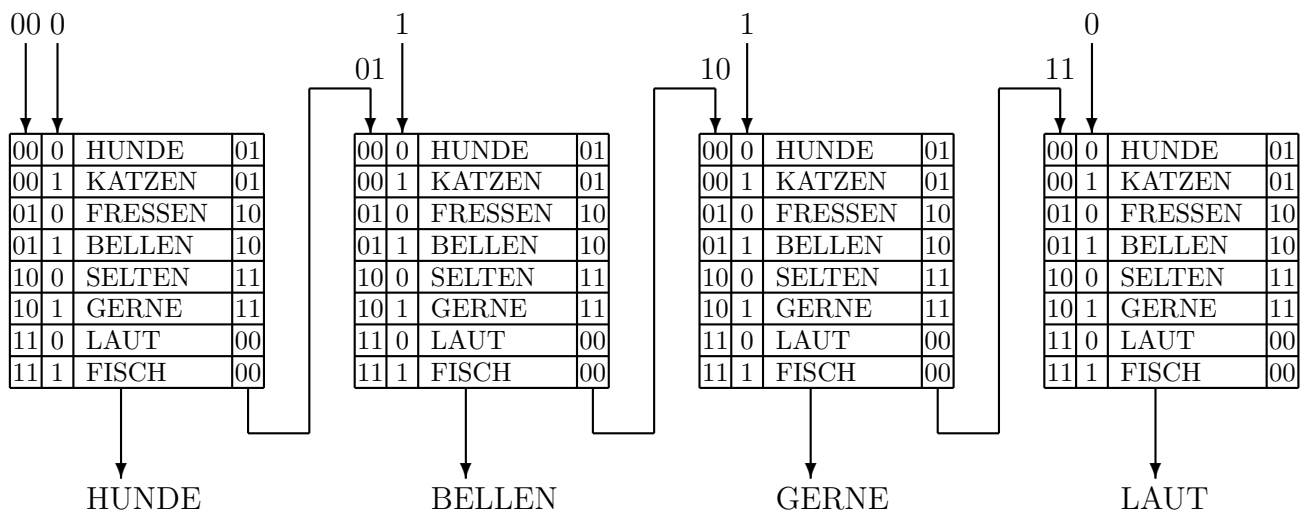 00 0 1 1 0
01 10 11
00 0 HUNDE 01 00 0 HUNDE 01 00 0 HUNDE 01 00 0 HUNDE 01
00 1 KATZEN 01 00 1 KATZEN 01 00 1 KATZEN 01 00 1 KATZEN 01
01 0 FRESSEN 10 01 0 FRESSEN 10 01 0 FRESSEN 10 01 0 FRESSEN 10
01 1 BELLEN 10 01 1 BELLEN 10 01 1 BELLEN 10 01 1 BELLEN 10
10 0 SELTEN 11 10 0 SELTEN 11 10 0 SELTEN 11 10 0 SELTEN 11
10 1 GERNE 11 10 1 GERNE 11 10 1 GERNE 11 10 1 GERNE 11
11 0 LAUT 00 11 0 LAUT 00 11 0 LAUT 00 11 0 LAUT 00
11 1 FISCH 00 11 1 FISCH 00 11 1 FISCH 00 11 1 FISCH 00
HUNDE BELLEN GERNE LAUT